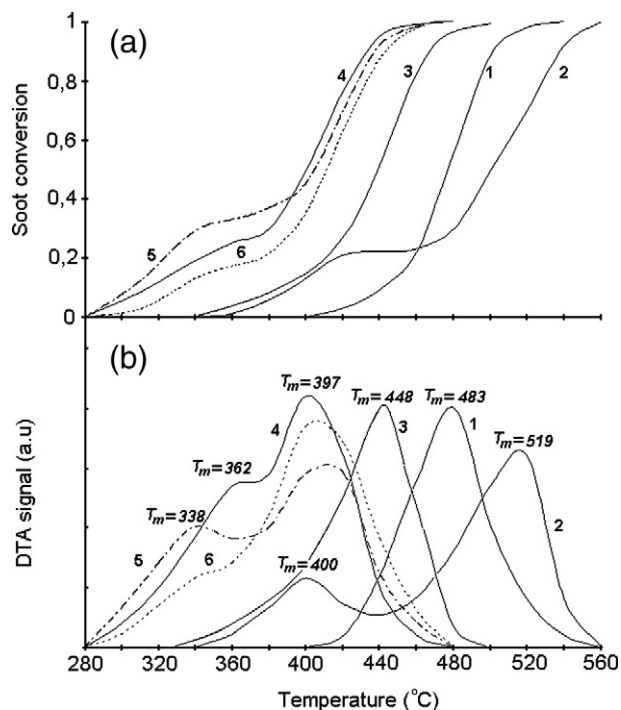 (a)
1
0,8
0,6
0,4
0,2
0
Soot conversion
4
3
1
2
5
6
(b)
Tm=397
Tm=448
Tm=483
Tm=519
Tm=362
Tm=338
Tm=400
4
3
1
2
5
6
DTA signal (a.u)
280 320 360 400 440 480 520 560
Temperature (°C)